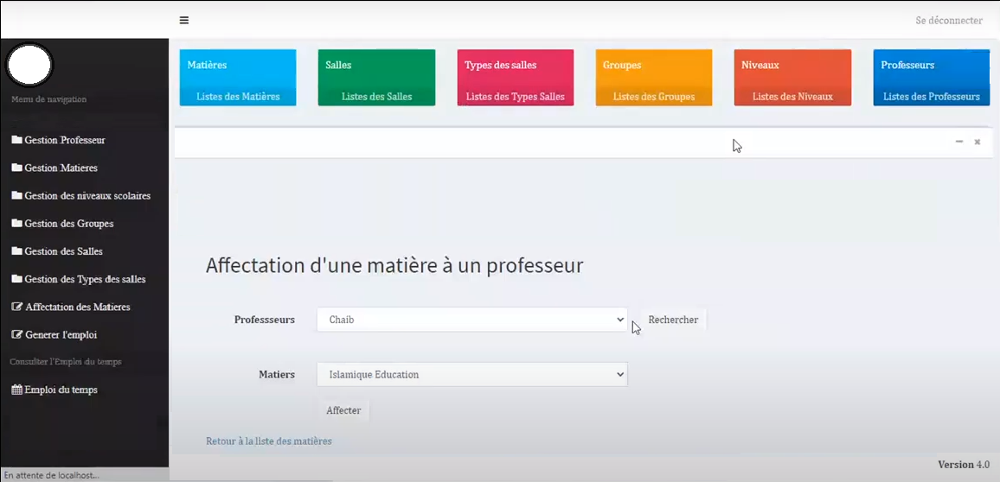 Se déconnecter
Menu de navigation
Gestion Professeur
Gestion Matieres
Gestion des niveaux scolaires
Gestion des Groupes
Gestion des Salles
Gestion des Types des salles
Affectation des Matieres
Generer l'emploi
Consulter l'Emploi du temps
Emploi du temps
En attente de localhost...
Matières
Listes des Matières
Salles
Listes des Salles
Types des salles
Listes des Types Salles
Groupes
Listes des Groupes
Niveaux
Listes des Niveaux
Professeurs
Listes des Professeurs
Affectation d'une matière à un professeur
Professseurs
Chaib
Rechercher
Matiers
Islamique Education
Affecter
Retour à la liste des matières
Version 4.0